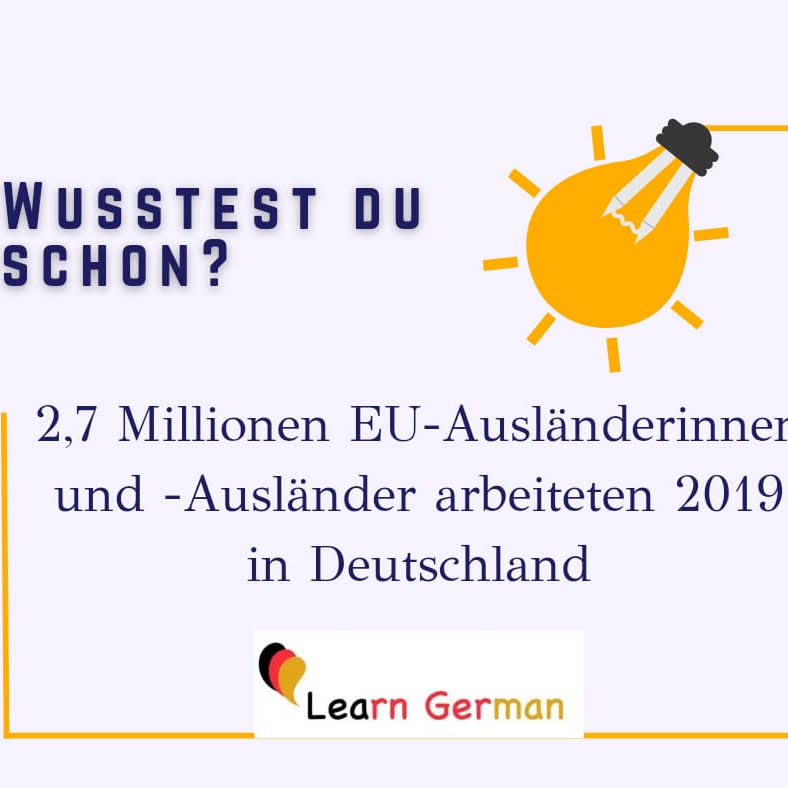 WUSSTEST DU
SCHON?
2,7 Millionen EU-Ausländerinnen
und -Ausländer arbeiteten 2019
in Deutschland
Learn German